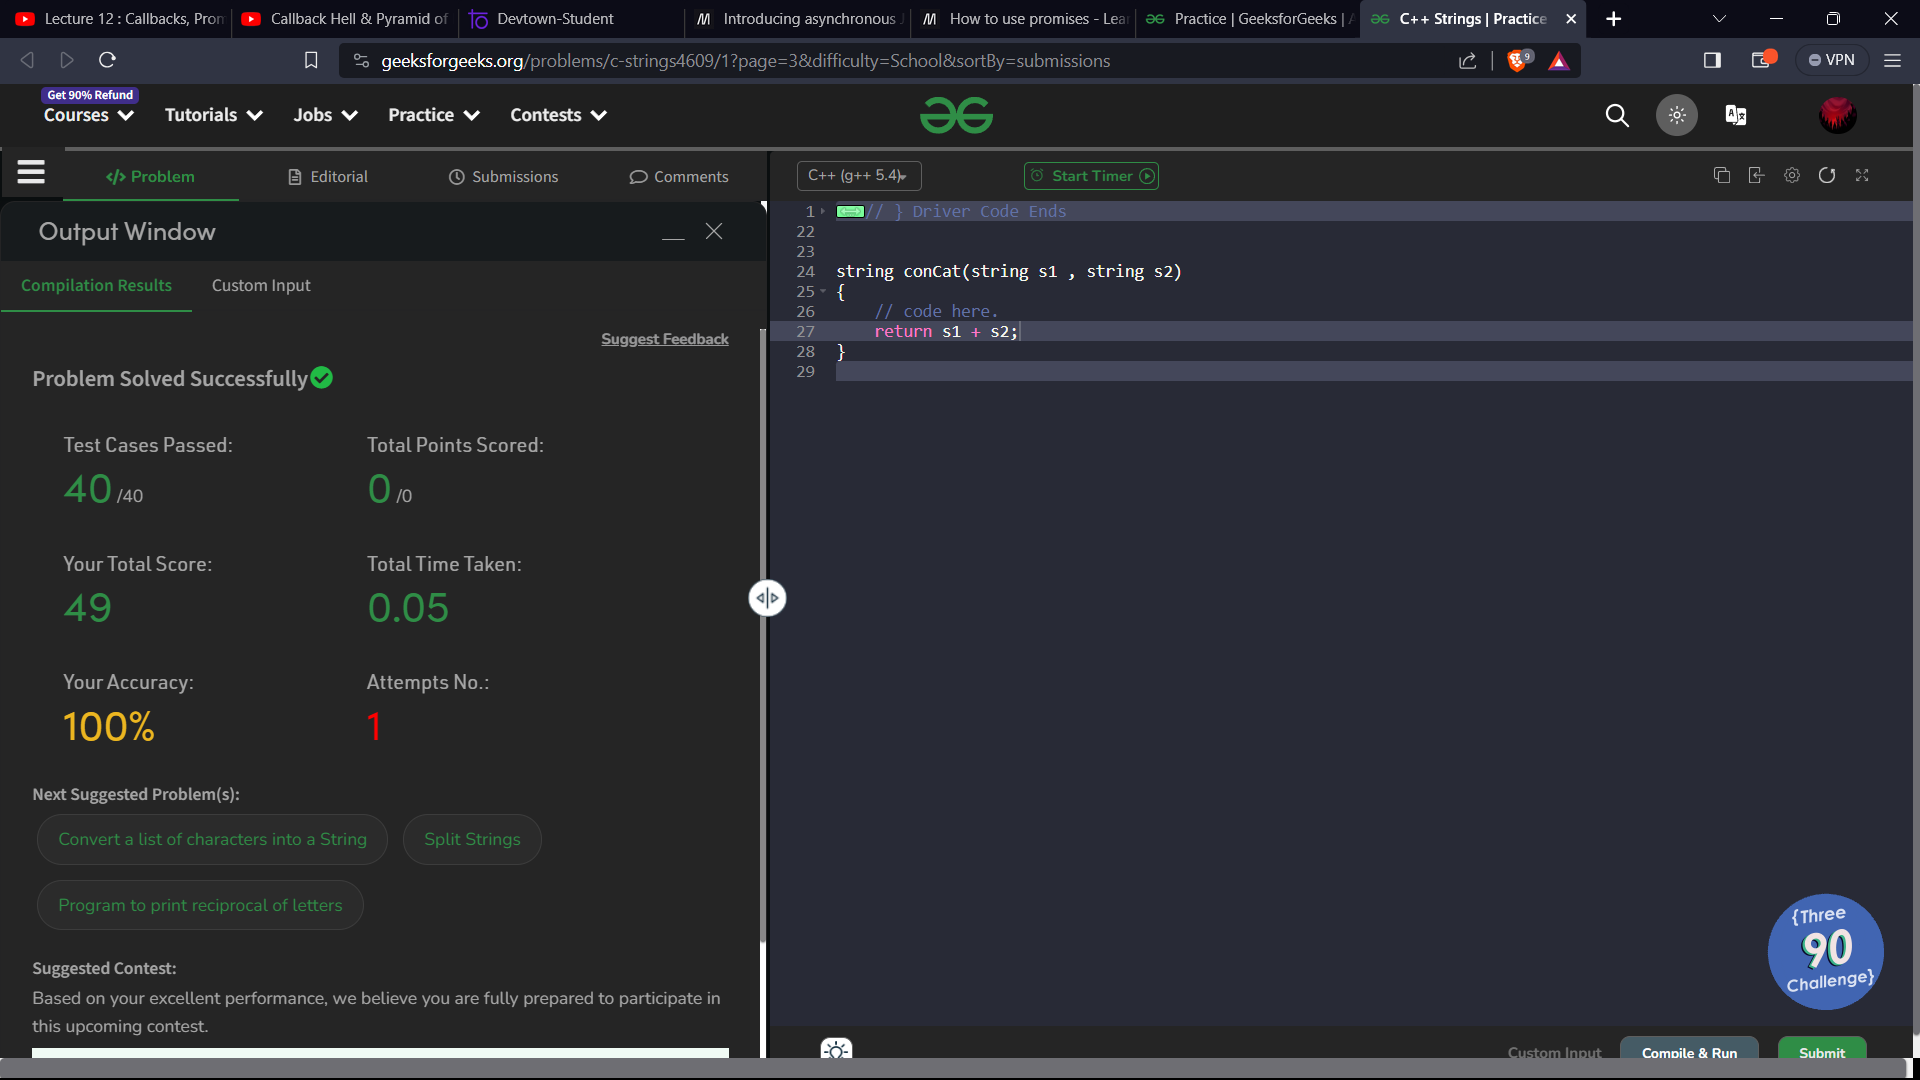 Lecture 12 : Callbacks, Pron
Callback Hell & Pyramid of
Devtown-Student
Introducing asynchronous J
How to use promises - Lea
Practice | GeeksforGeeks | A
C++ Strings | Practice
geeksforgeeks.org/problems/c-strings4609/1?page=3&difficulty=School&sortBy=submissions
9
VPN
Get 90% Refund
Courses
Tutorials
Jobs
Practice
Contests
Problem
Editorial
Submissions
Comments
C++ (g++ 5.4)
Start Timer
Output Window
Compilation Results
Custom Input
Suggest Feedback
Problem Solved Successfully
Test Cases Passed:
40 /40
Total Points Scored:
0 /0
Your Total Score:
49
Total Time Taken:
0.05
Your Accuracy:
100%
Attempts No.:
1
Next Suggested Problem(s):
Convert a list of characters into a String
Split Strings
Program to print reciprocal of letters
Suggested Contest:
Based on your excellent performance, we believe you are fully prepared to participate in
this upcoming contest.
1 // } Driver Code Ends
22
23
24 string conCat(string s1 , string s2)
25 {
26 // code here.
27 return s1 + s2;
28 }
29
{Three
90
Challenge}
Custom Input
Compile & Run
Submit